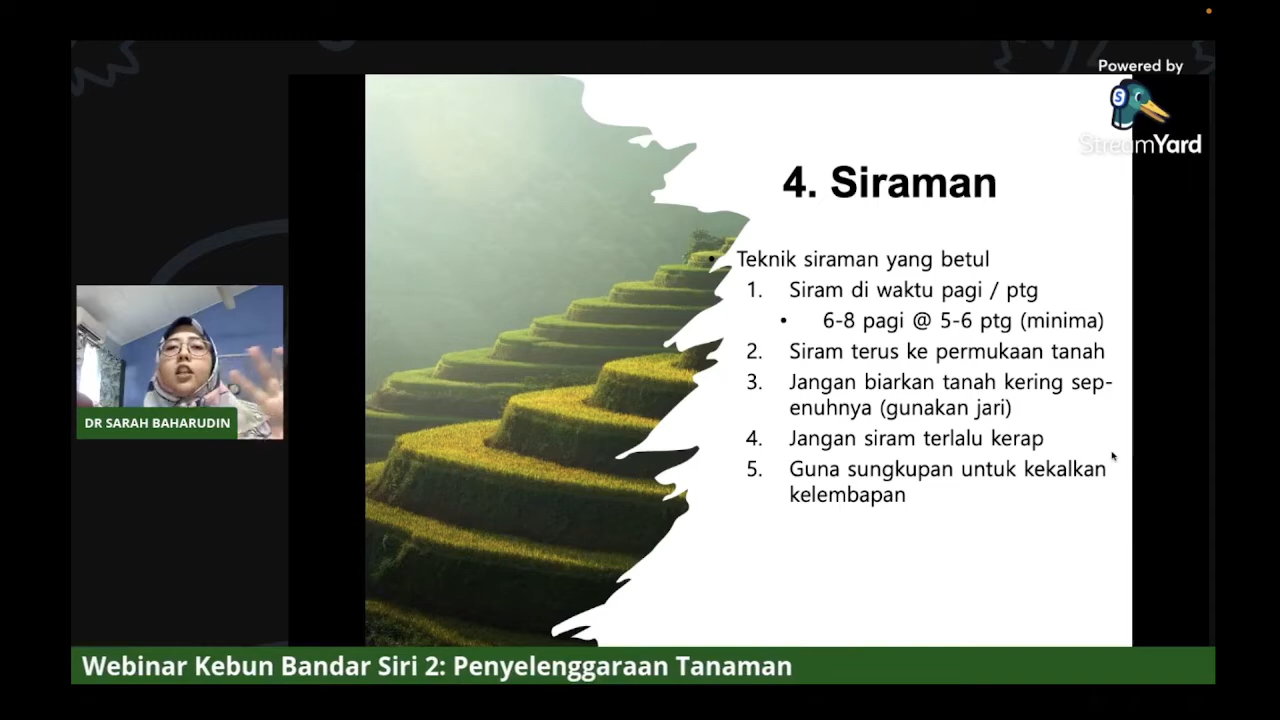 Powered by
S
StreamYard
4. Siraman
• Teknik siraman yang betul
1. Siram di waktu pagi / ptg
• 6-8 pagi @ 5-6 ptg (minima)
2. Siram terus ke permukaan tanah
3. Jangan biarkan tanah kering sep-
enuhnya (gunakan jari)
4. Jangan siram terlalu kerap
5. Guna sungkupan untuk kekalkan
kelembapan
DR SARAH BAHARUDIN
Webinar Kebun Bandar Siri 2: Penyelenggaraan Tanaman